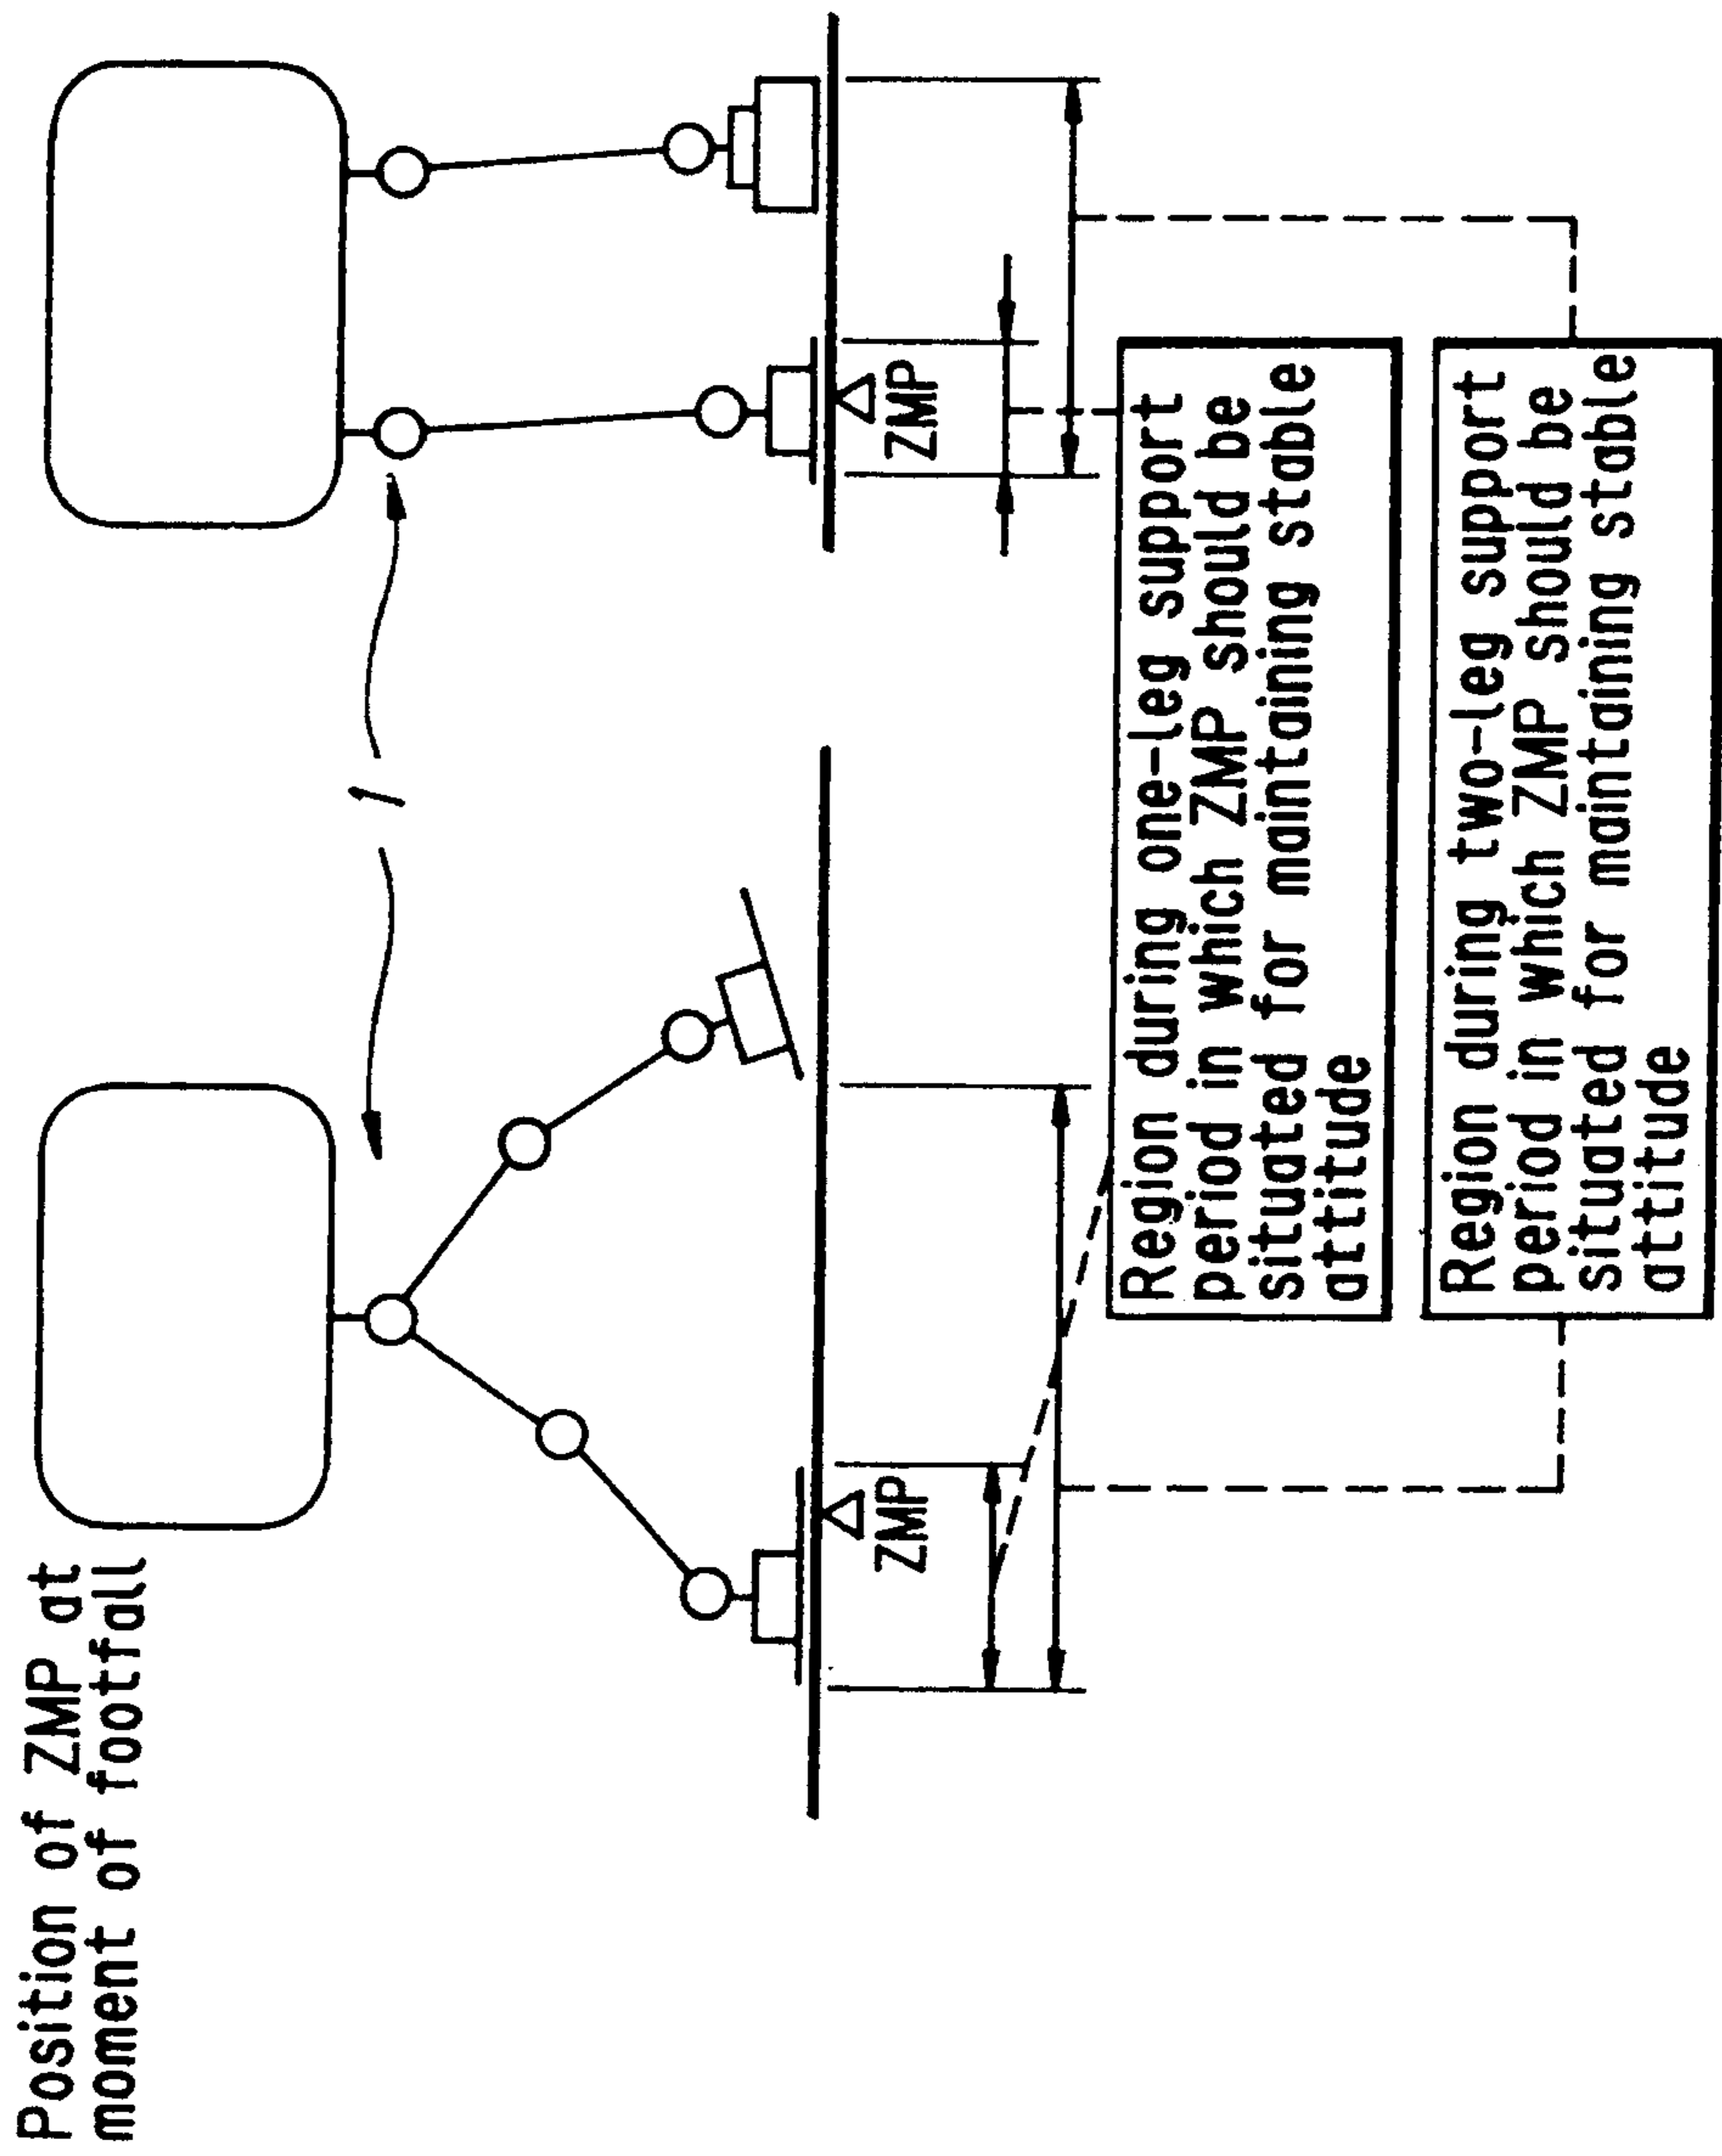 Position of ZMP at
moment of footfall
1
ZMP
ZMP
Region during one-leg support
period in which ZMP should be
situated for maintaining stable
attitude
Region during two-leg support
period in which ZMP should be
situated for maintaining stable
attitude